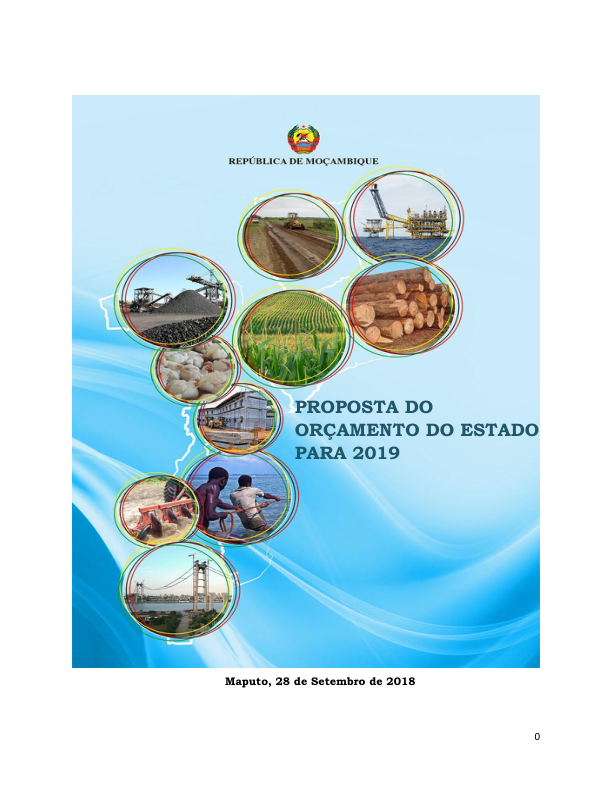 REPÚBLICA DE MOÇAMBIQUE
PROPOSTA DO
ORÇAMENTO DO ESTADO
PARA 2019
Maputo, 28 de Setembro de 2018
0